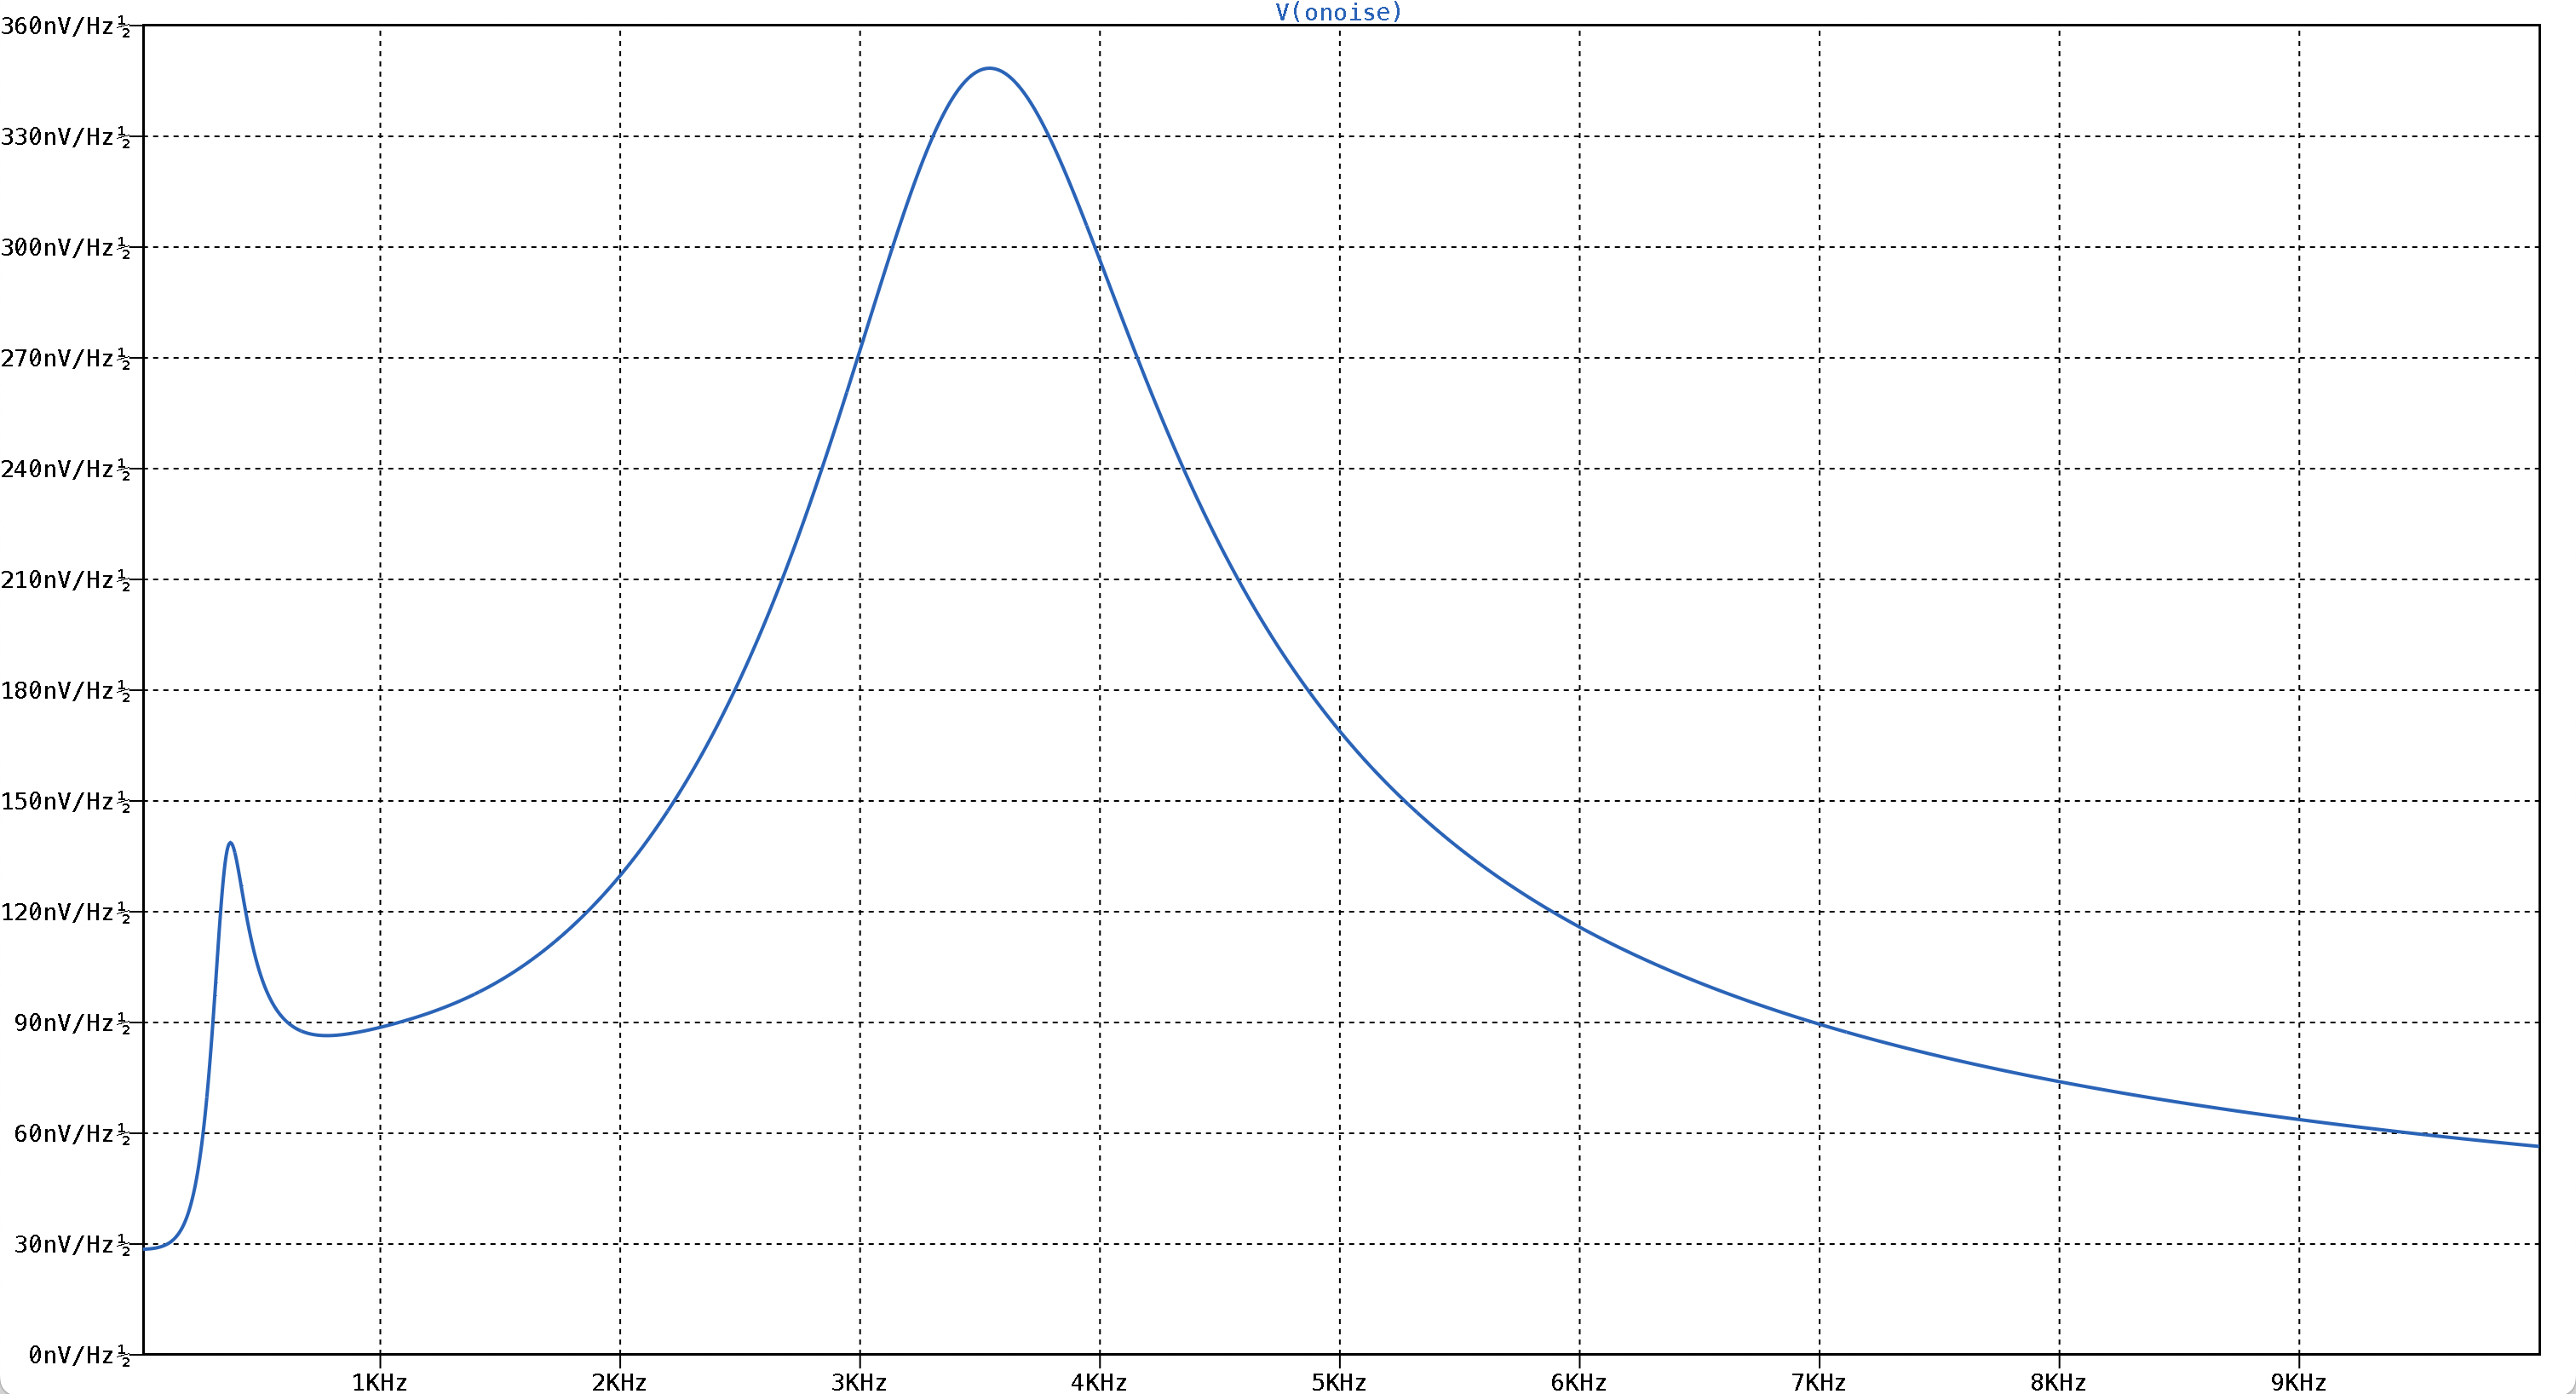 V(onoise)
360nV/Hz½
330nV/Hz½
300nV/Hz½
270nV/Hz½
240nV/Hz½
210nV/Hz½
180nV/Hz½
150nV/Hz½
120nV/Hz½
90nV/Hz½
60nV/Hz½
30nV/Hz½
0nV/Hz½
1KHz 2KHz 3KHz 4KHz 5KHz 6KHz 7KHz 8KHz 9KHz